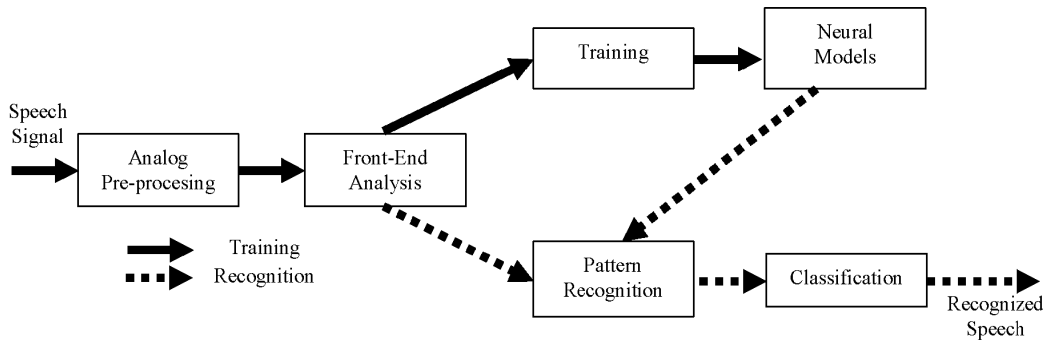 Speech
Signal
Analog
Pre-procesing
Front-End
Analysis
Training
Neural
Models
Training
Recognition
Pattern
Recognition
Classification
Recognized
Speech